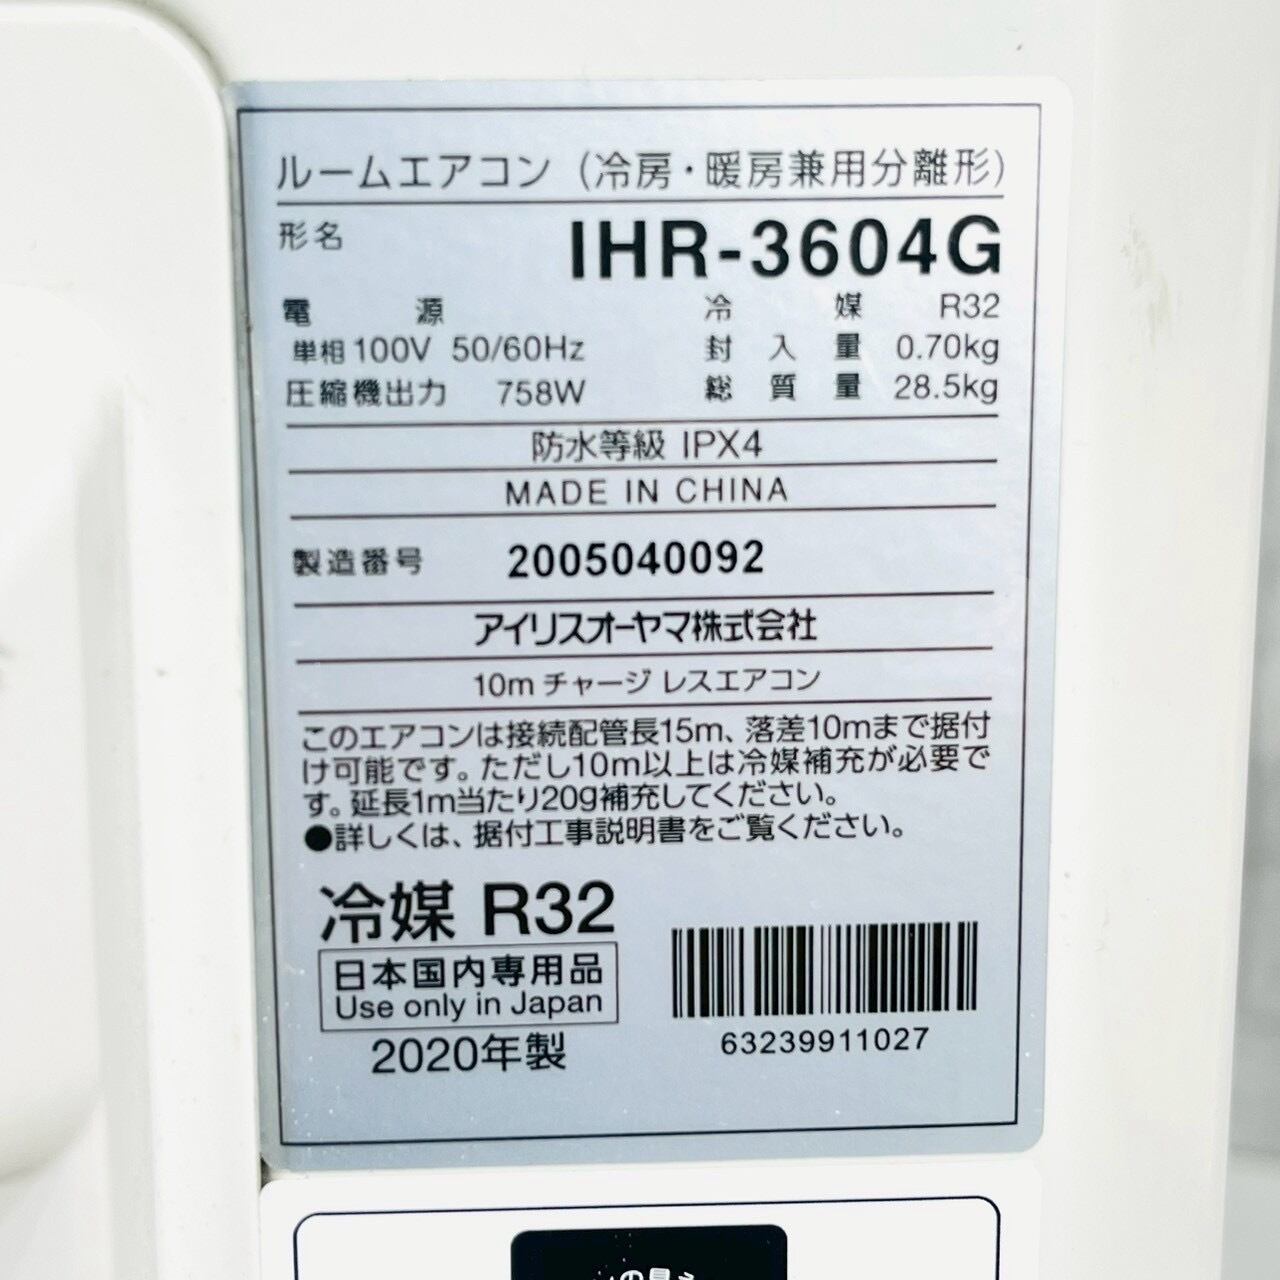 ルームエアコン (冷房・暖房兼用分離形)
形名 IHR-3604G
電源 冷媒 R32
単相100V 50/60Hz 封入量 0.70kg
圧縮機出力 758W 総質量 28.5kg
防水等級 IPX4
MADE IN CHINA
製造番号 2005040092
アイリスオーヤマ株式会社
10m チャージレスエアコン
このエアコンは接続配管長15m、落差10mまで据付
け可能です。ただし10m以上は冷媒補充が必要で
す。延長1m当たり20g補充してください。
●詳しくは、据付工事説明書をご覧ください。
冷媒 R32
日本国内専用品
Use only in Japan
2020年製
63239911027